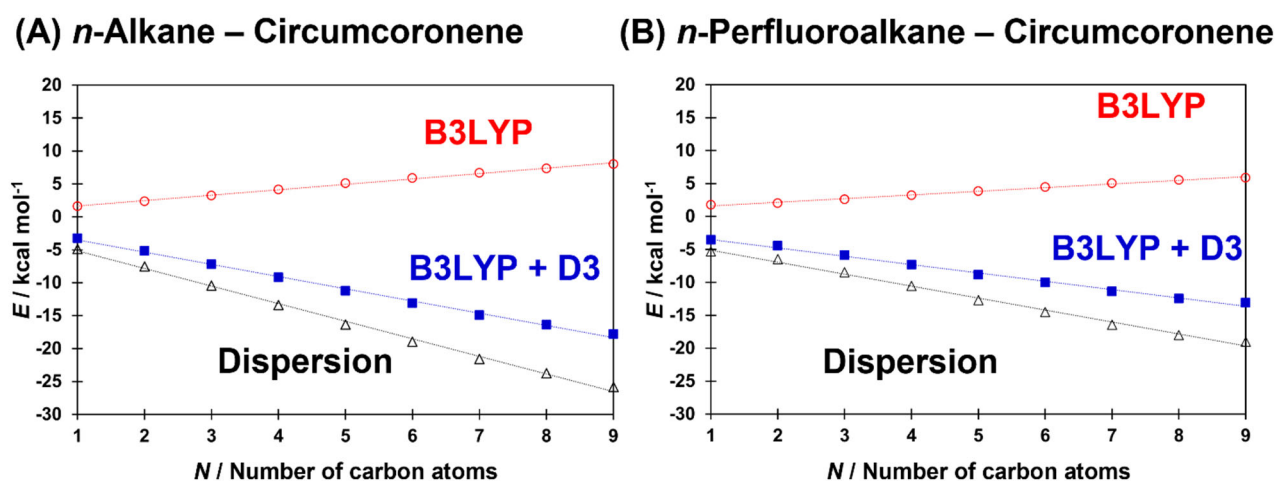 (A) n-Alkane – Circumcoronene
20
15
10
5
0
-5
-10
-15
-20
-25
-30
E / kcal mol-1
B3LYP
B3LYP + D3
Dispersion
1 2 3 4 5 6 7 8 9
N / Number of carbon atoms
(B) n-Perfluoroalkane – Circumcoronene
20
15
10
5
0
-5
-10
-15
-20
-25
-30
E / kcal mol-1
B3LYP
B3LYP + D3
Dispersion
1 2 3 4 5 6 7 8 9
N / Number of carbon atoms